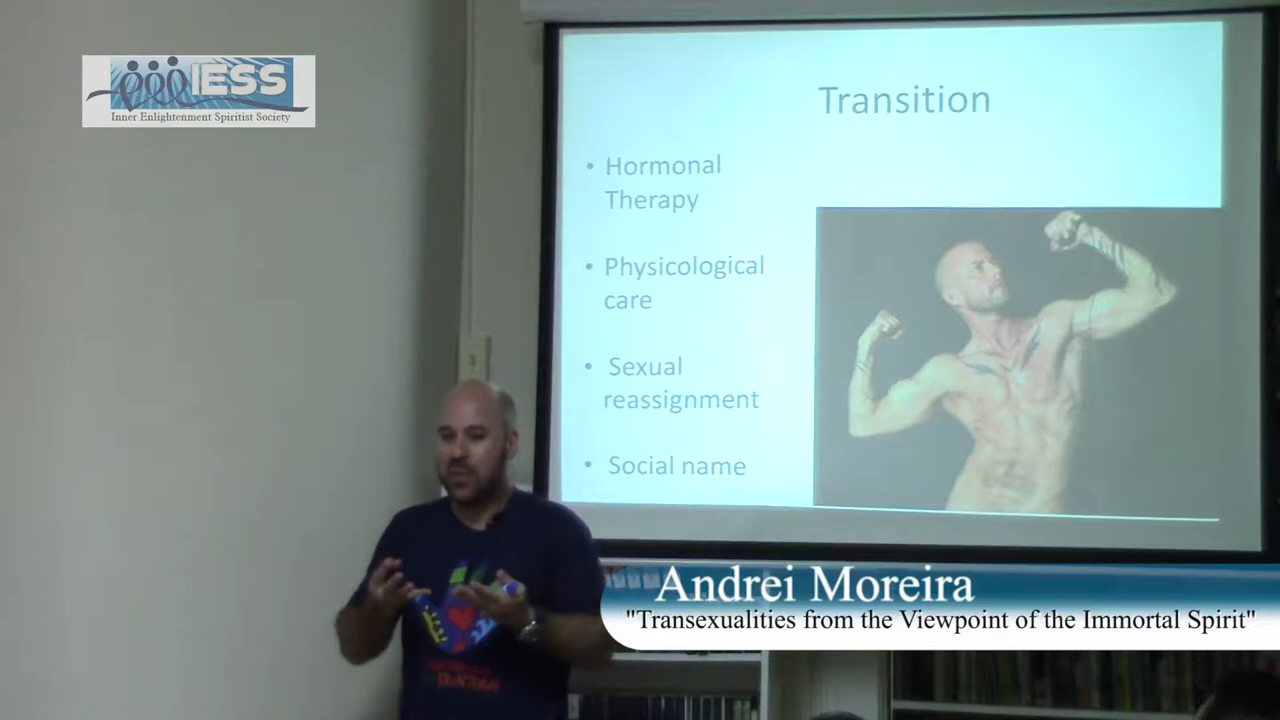 IESS
Inner Enlightenment Spiritist Society
Transition
• Hormonal
Therapy
• Physicological
care
• Sexual
reassignment
• Social name
Andrei Moreira
"Transexualities from the Viewpoint of the Immortal Spirit"